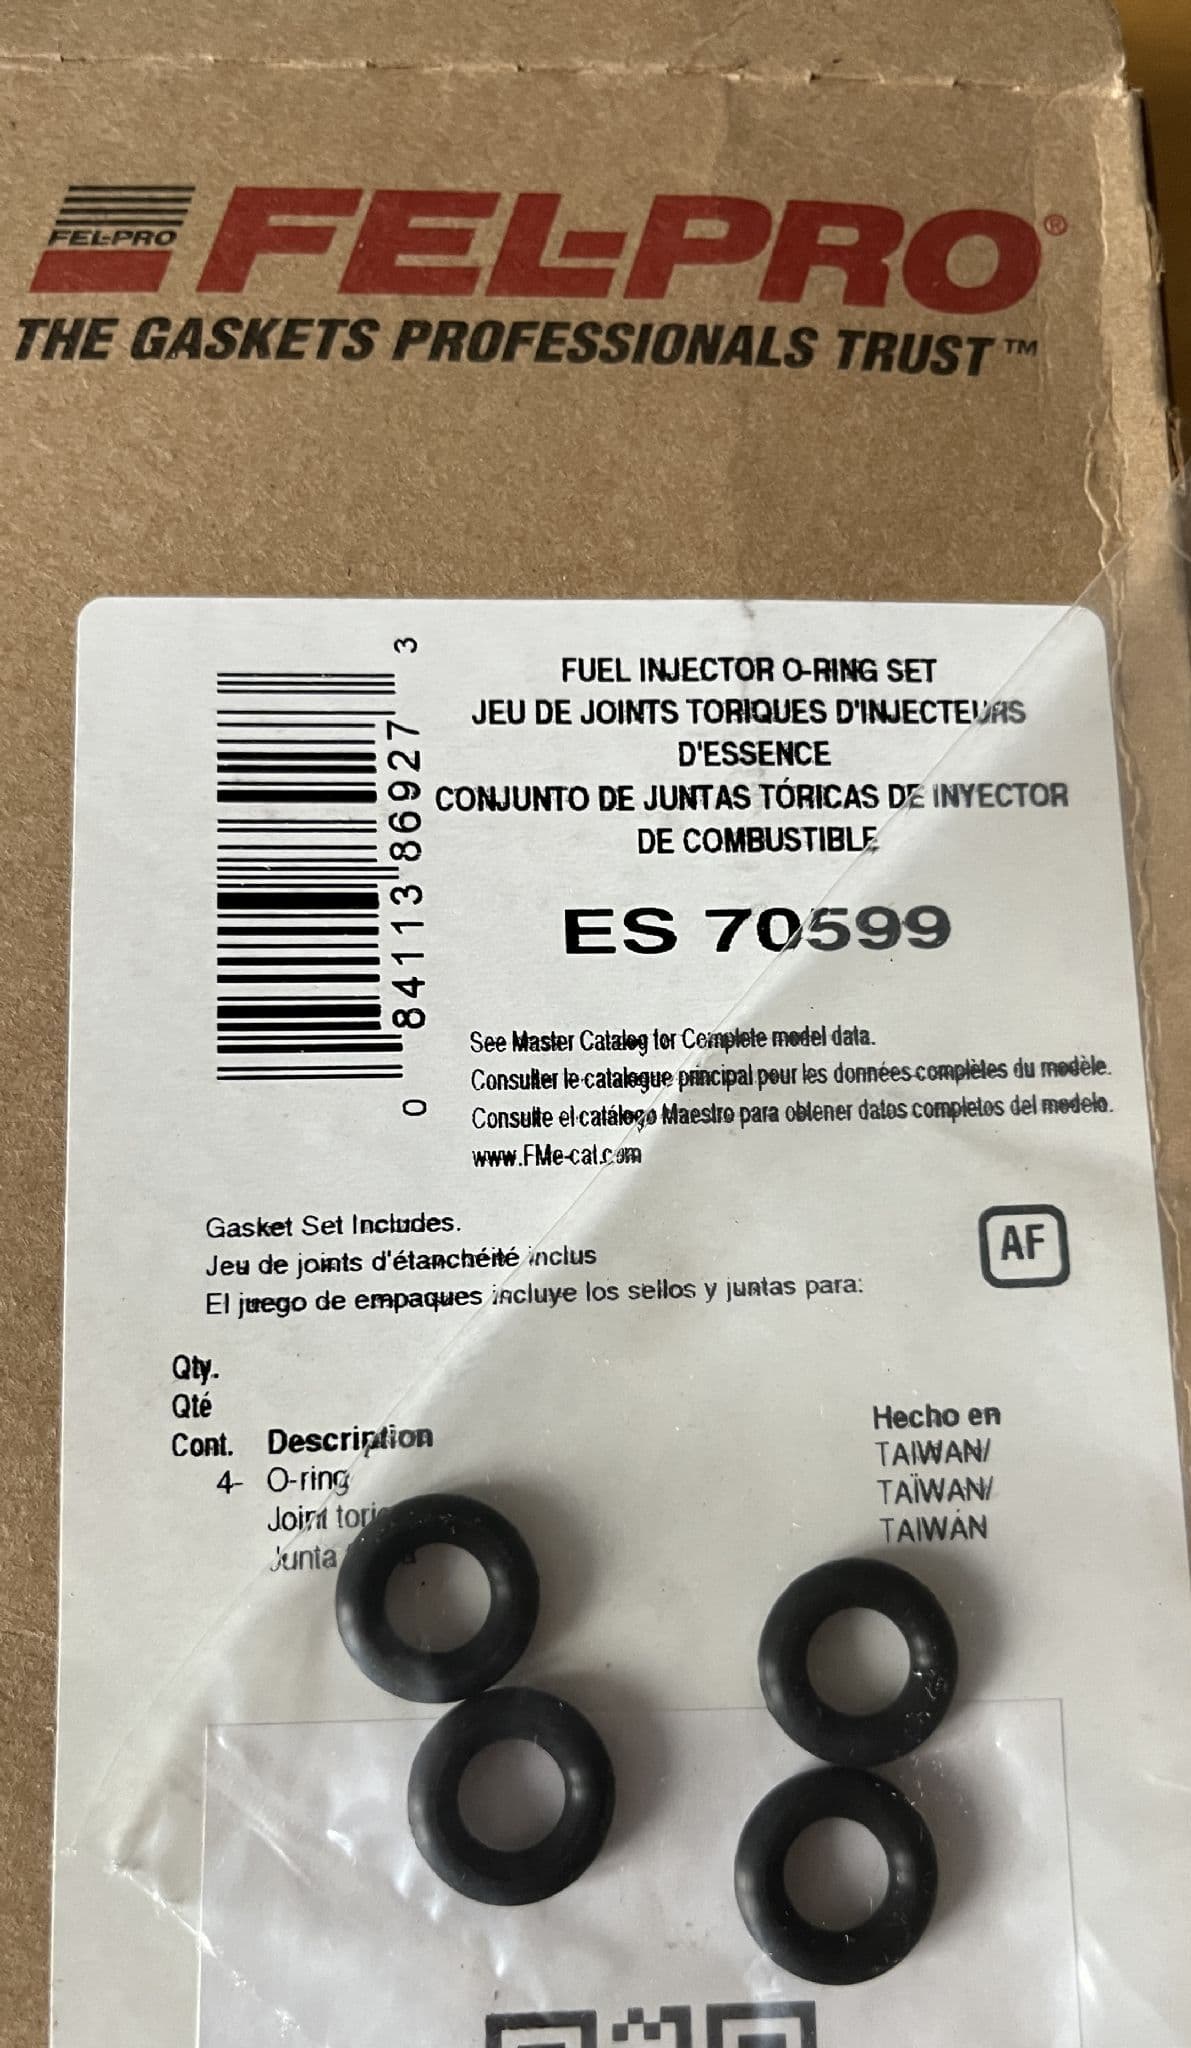 FEL-PRO
FEL-PRO®
THE GASKETS PROFESSIONALS TRUST™
FUEL INJECTOR O-RING SET
JEU DE JOINTS TORIQUES D'INJECTEURS
D'ESSENCE
CONJUNTO DE JUNTAS TÓRICAS DE INYECTOR
DE COMBUSTIBLE
0 84113 86927 3
ES 70599
See Master Catalog for Complete model data.
Consulter le catalogue principal pour les données complètes du modèle.
Consulte el catálogo Maestro para obtener datos completos del modelo.
www.FMe-cat.com
Gasket Set Includes.
Jeu de joints d'étanchéité inclus
El juego de empaques incluye los sellos y juntas para:
AF
Qty.
Qté
Cont. Description
4- O-ring
Joint
Junta
Hecho en
TAIWAN/
TAÏWAN/
TAIWÁN